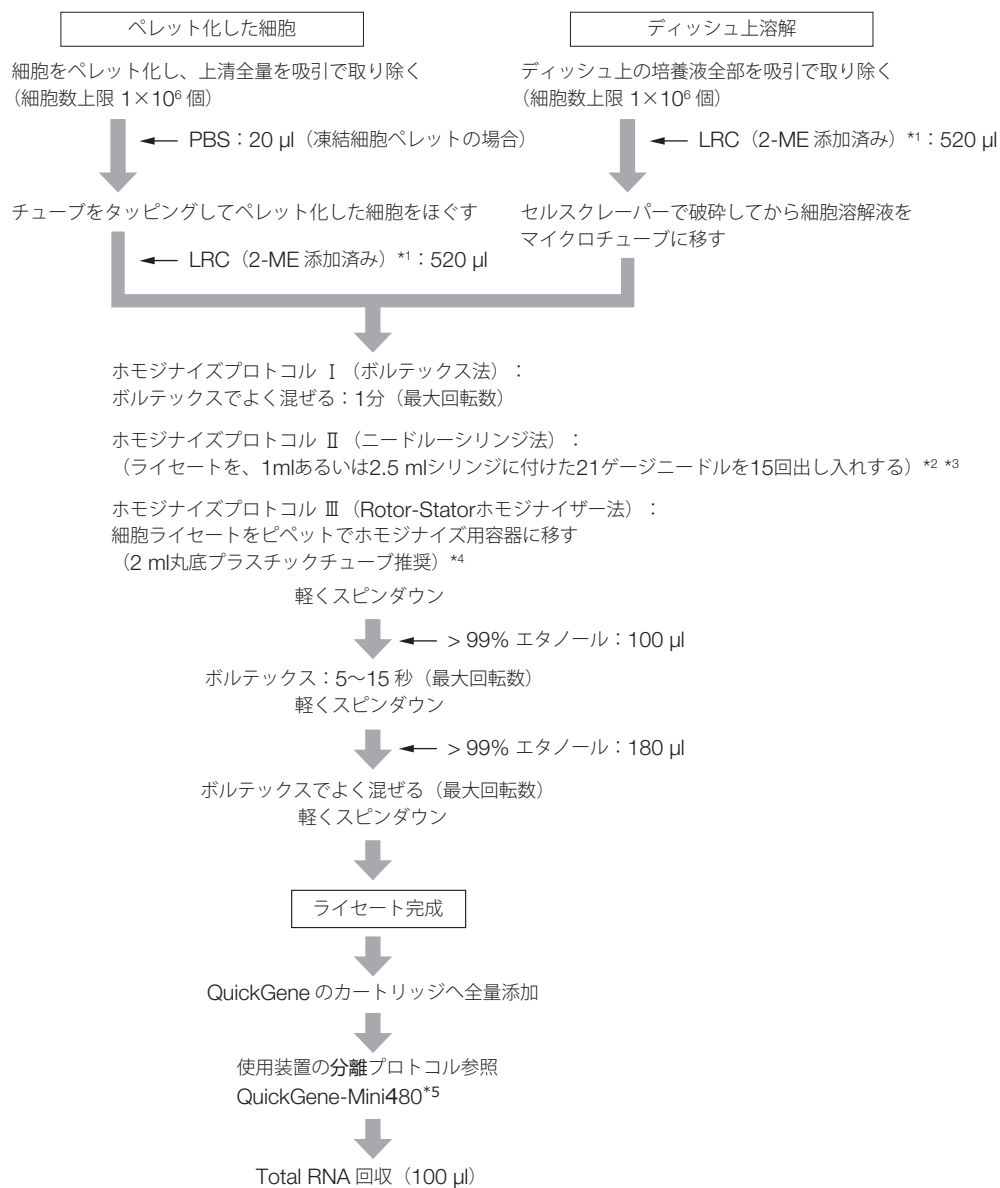 ペレット化した細胞
細胞をペレット化し、上清全量を吸引で取り除く
（細胞数上限 1×10⁶ 個）
PBS：20 µl（凍結細胞ペレットの場合）
チューブをタッピングしてペレット化した細胞をほぐす
LRC（2-ME 添加済み）*¹：520 µl
ディッシュ上溶解
ディッシュ上の培養液全部を吸引で取り除く
（細胞数上限 1×10⁶ 個）
LRC（2-ME 添加済み）*¹：520 µl
セルスクレーパーで破砕してから細胞溶解液を
マイクロチューブに移す
ホモジナイズプロトコル Ⅰ（ボルテックス法）：
ボルテックスでよく混ぜる：1分（最大回転数）
ホモジナイズプロトコル Ⅱ（ニードルーシリンジ法）：
（ライセートを、1mlあるいは2.5 mlシリンジに付けた21ゲージニードルを15回出し入れする）*² *³
ホモジナイズプロトコル Ⅲ（Rotor-Statorホモジナイザー法）：
細胞ライセートをピペットでホモジナイズ用容器に移す
（2 ml丸底プラスチックチューブ推奨）*⁴
軽くスピンダウン
> 99% エタノール：100 µl
ボルテックス：5〜15 秒（最大回転数）
軽くスピンダウン
> 99% エタノール：180 µl
ボルテックスでよく混ぜる（最大回転数）
軽くスピンダウン
ライセート完成
QuickGene のカートリッジへ全量添加
使用装置の分離プロトコル参照
QuickGene-Mini480*⁵
Total RNA 回収（100 µl）